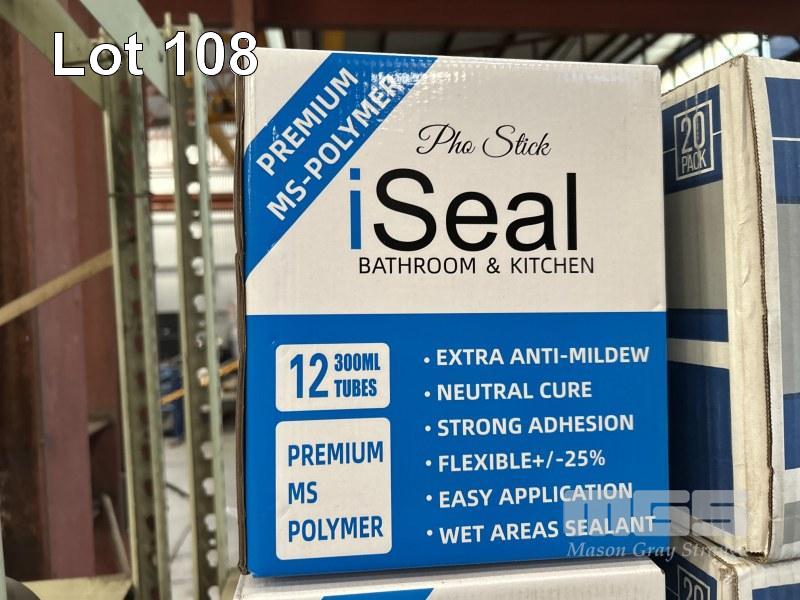 Lot 108
PREMIUM
MS-POLYMER
Pho Stick
iSeal
BATHROOM & KITCHEN
12 300ML
TUBES
PREMIUM
MS
POLYMER
• EXTRA ANTI-MILDEW
• NEUTRAL CURE
• STRONG ADHESION
• FLEXIBLE+/-25%
• EASY APPLICATION
• WET AREAS SEALANT
20
PACK
MGS
Mason Gray Strange
20